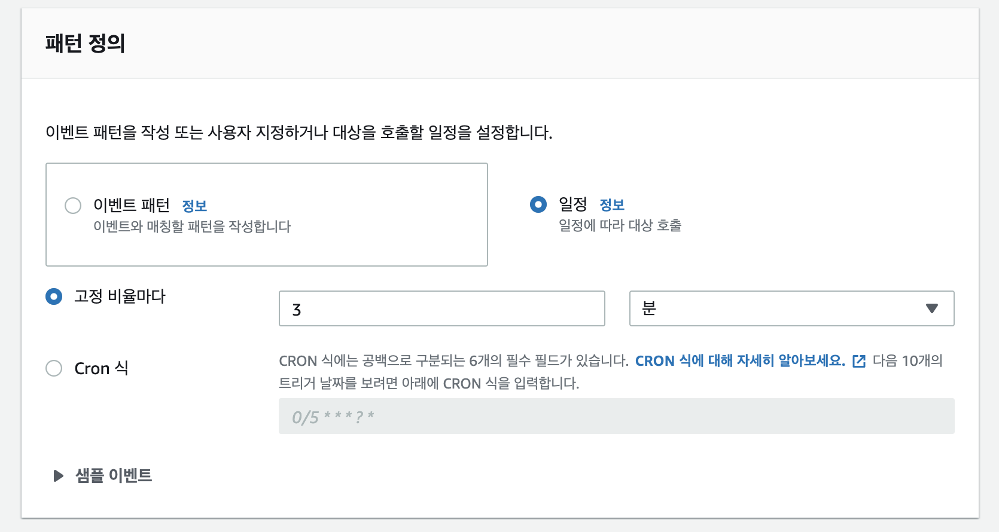 패턴 정의
이벤트 패턴을 작성 또는 사용자 지정하거나 대상을 호출할 일정을 설정합니다.
이벤트 패턴 정보
이벤트와 매칭할 패턴을 작성합니다
일정 정보
일정에 따라 대상 호출
고정 비율마다
3
분
Cron 식
CRON 식에는 공백으로 구분되는 6개의 필수 필드가 있습니다. CRON 식에 대해 자세히 알아보세요. 다음 10개의
트리거 날짜를 보려면 아래에 CRON 식을 입력합니다.
0/5 * * * ? *
샘플 이벤트